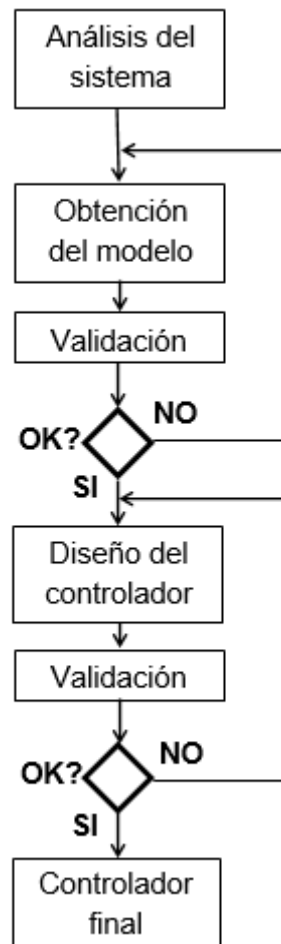 Análisis del
sistema
Obtención
del modelo
Validación
NO
OK?
SI
Diseño del
controlador
Validación
NO
OK?
SI
Controlador
final